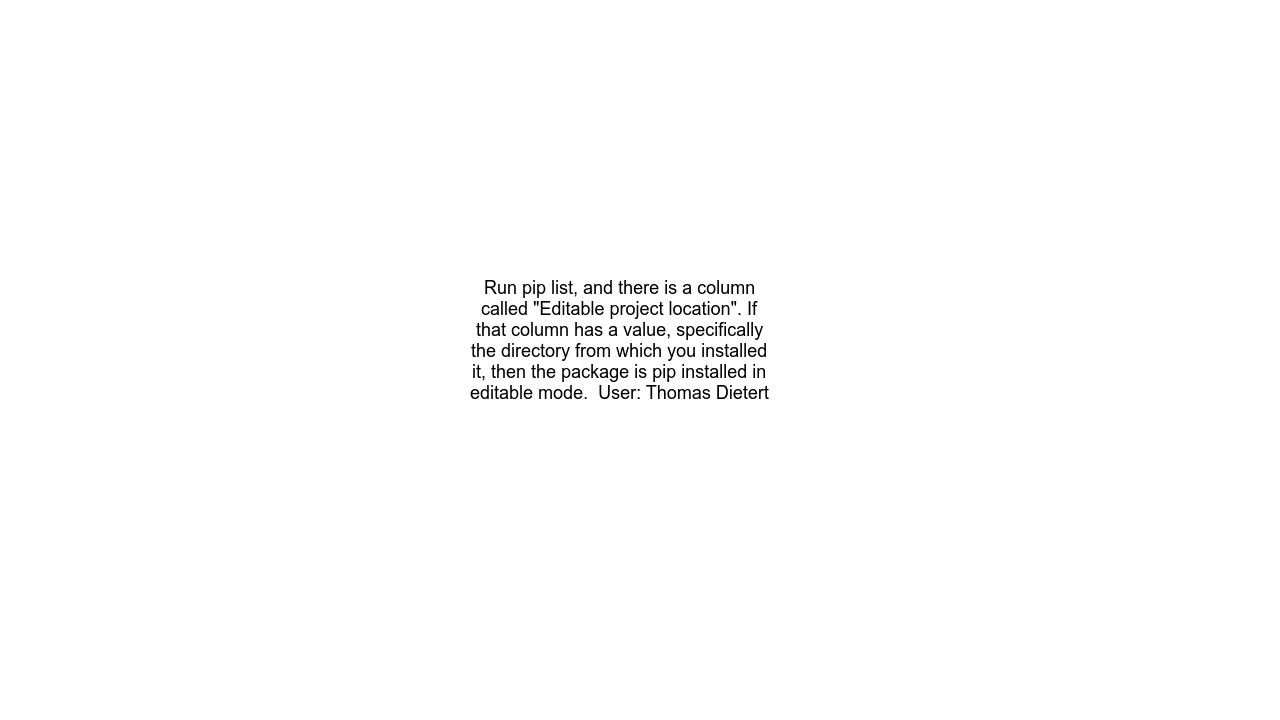 Run pip list, and there is a column
called "Editable project location". If
that column has a value, specifically
the directory from which you installed
it, then the package is pip installed in
editable mode.  User: Thomas Dietert